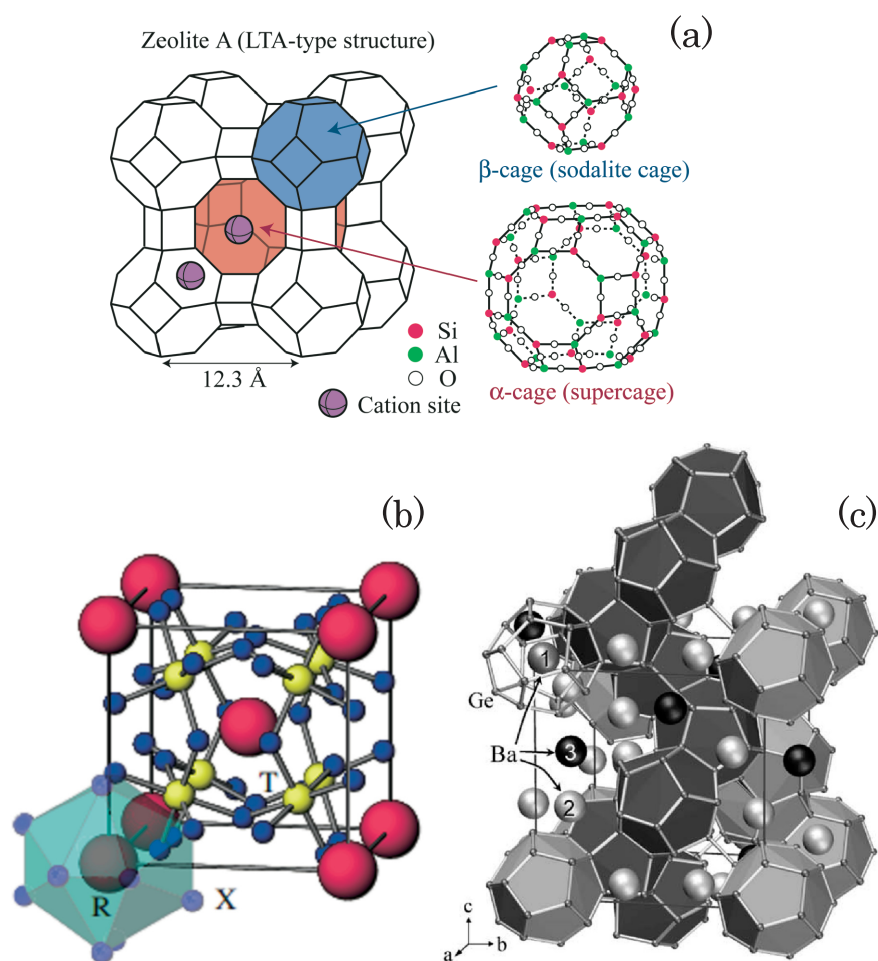 (a)
Zeolite A (LTA-type structure)
β-cage (sodalite cage)
12.3 Å
Si
Al
O
Cation site
α-cage (supercage)
(b)
T
R
X
(c)
1
Ge
Ba
3
2
c
a
b